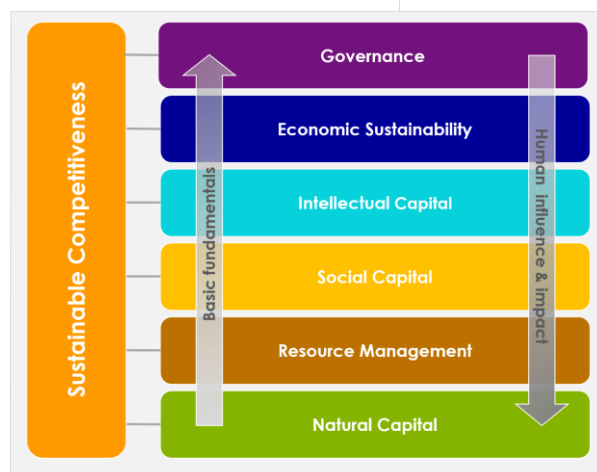 Sustainable Competitiveness
Governance
Economic Sustainability
Intellectual Capital
Social Capital
Resource Management
Natural Capital
Basic fundamentals
Human influence & impact